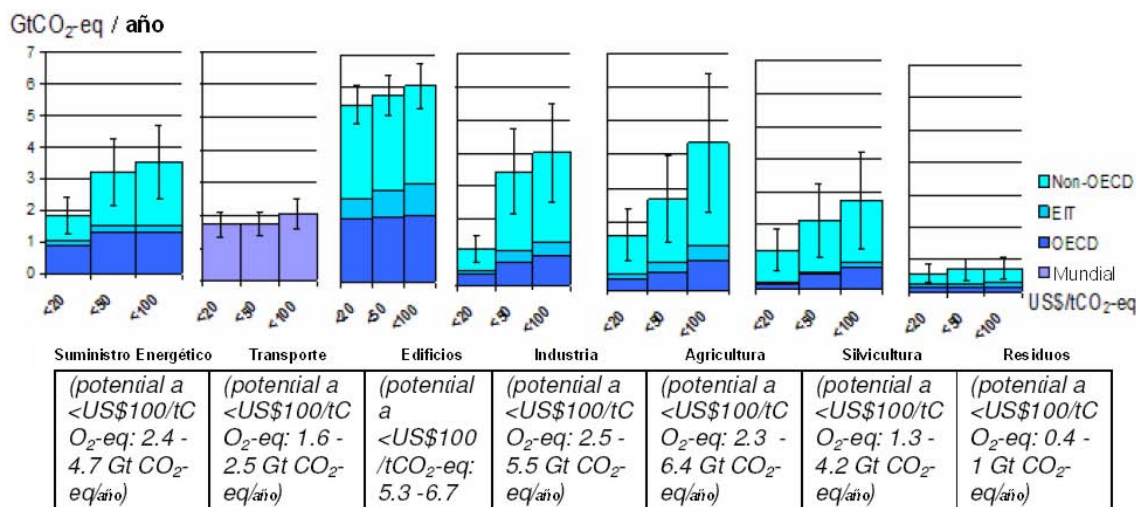 GtCO₂-eq / año
7
6
5
4
3
2
1
0
<20 <50 <100
<20 <50 <100
<20 <50 <100
<20 <50 <100
<20 <50 <100
<20 <50 <100
<20 <50 <100
Non-OECD
EIT
OECD
Mundial
US$/tCO₂-eq
Suministro Energético Transporte Edificios Industria Agricultura Silvicultura Residuos
(potential a
<US$100/tC
O₂-eq: 2.4 -
4.7 Gt CO₂-
eq/año)
(potential a
<US$100/tC
O₂-eq: 1.6 -
2.5 Gt CO₂-
eq/año)
(potential
a
<US$100
/tCO₂-eq:
5.3 -6.7
(potential a
<US$100/tC
O₂-eq: 2.5 -
5.5 Gt CO₂-
eq/año)
(potential a
<US$100/tC
O₂-eq: 2.3 -
6.4 Gt CO₂-
eq/año)
(potential a
<US$100/tC
O₂-eq: 1.3 -
4.2 Gt CO₂-
eq/año)
(potential a
<US$100/tC
O₂-eq: 0.4 -
1 Gt CO₂-
eq/año)